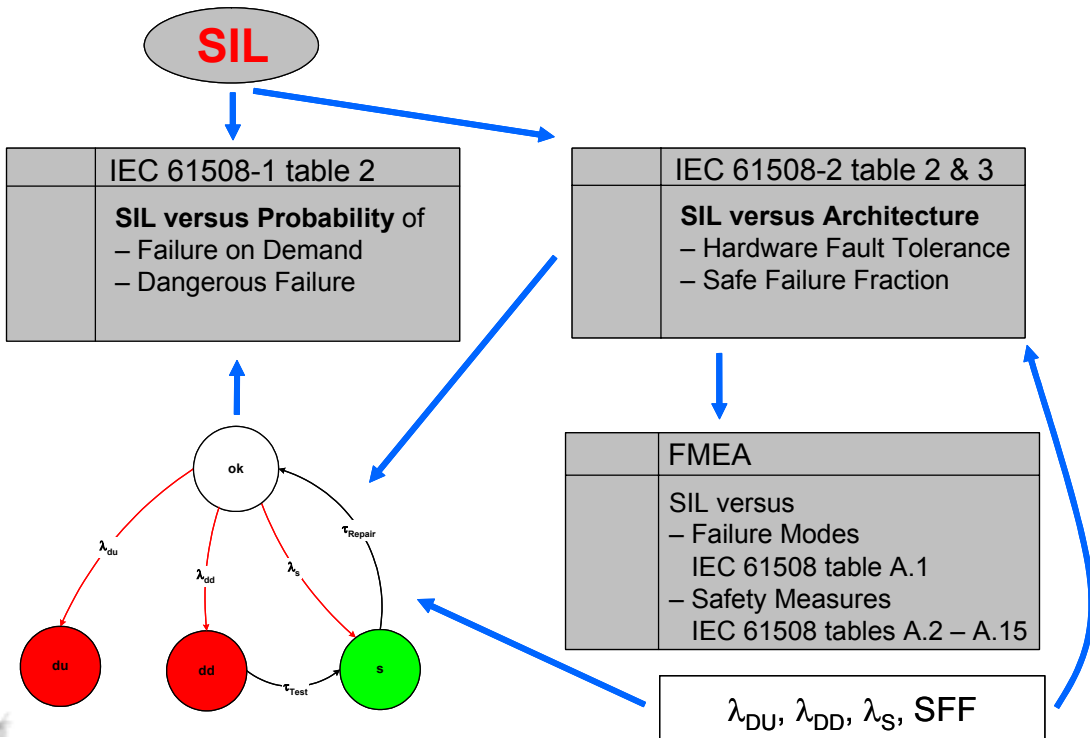 SIL
IEC 61508-1 table 2
SIL versus Probability of
– Failure on Demand
– Dangerous Failure
IEC 61508-2 table 2 & 3
SIL versus Architecture
– Hardware Fault Tolerance
– Safe Failure Fraction
FMEA
SIL versus
– Failure Modes
IEC 61508 table A.1
– Safety Measures
IEC 61508 tables A.2 – A.15
ok
τRepair
λdu
λdd
λs
du
dd
s
τTest
λDU, λDD, λS, SFF